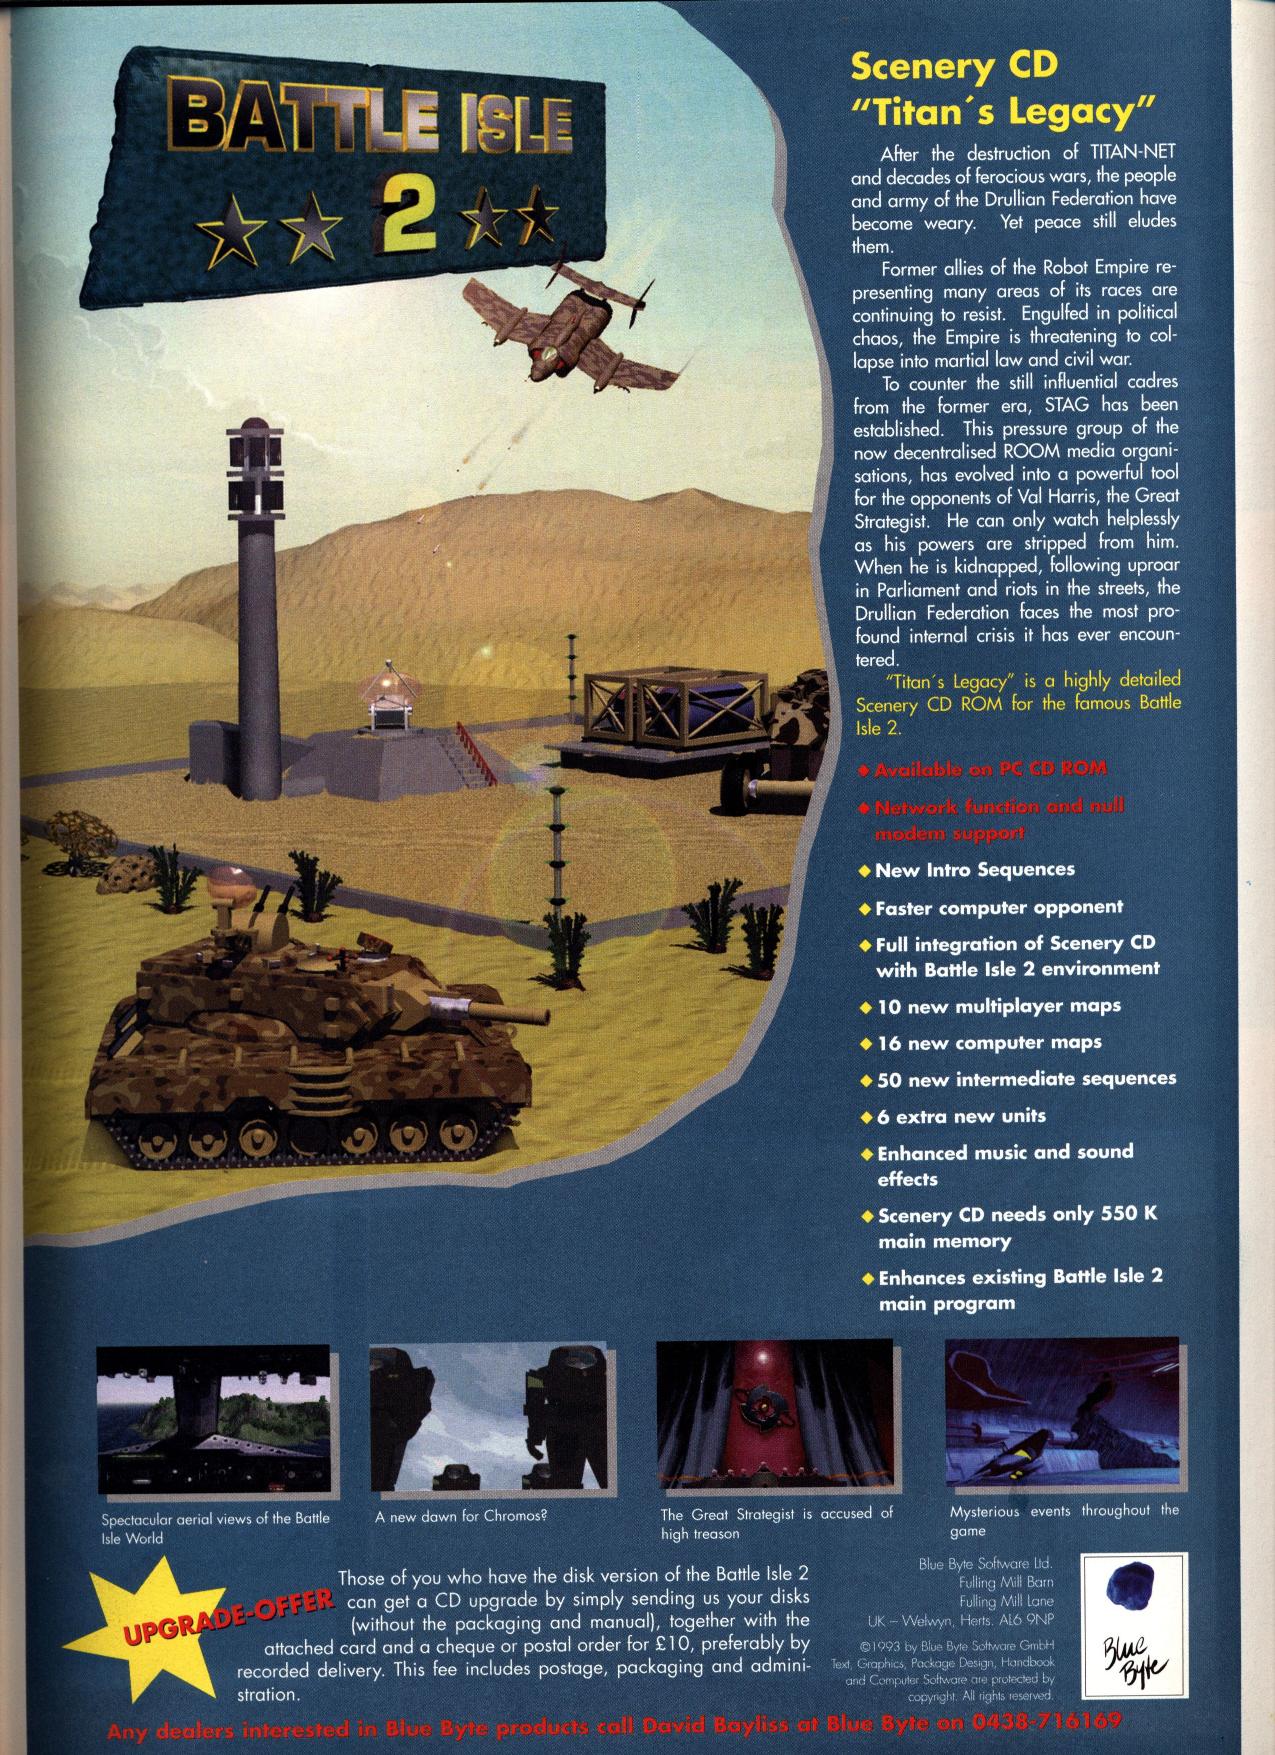 BATTLE ISLE
2
Scenery CD
“Titan´s Legacy”
After the destruction of TITAN-NET
and decades of ferocious wars, the people
and army of the Drullian Federation have
become weary. Yet peace still eludes
them.
Former allies of the Robot Empire re-
presenting many areas of its races are
continuing to resist. Engulfed in political
chaos, the Empire is threatening to col-
lapse into martial law and civil war.
To counter the still influential cadres
from the former era, STAG has been
established. This pressure group of the
now decentralised ROOM media organi-
sations, has evolved into a powerful tool
for the opponents of Val Harris, the Great
Strategist. He can only watch helplessly
as his powers are stripped from him.
When he is kidnapped, following uproar
in Parliament and riots in the streets, the
Drullian Federation faces the most pro-
found internal crisis it has ever encoun-
tered.
“Titan´s Legacy” is a highly detailed
Scenery CD ROM for the famous Battle
Isle 2.
◆ Available on PC CD ROM
◆ Network function and null
modem support
◆ New Intro Sequences
◆ Faster computer opponent
◆ Full integration of Scenery CD
with Battle Isle 2 environment
◆ 10 new multiplayer maps
◆ 16 new computer maps
◆ 50 new intermediate sequences
◆ 6 extra new units
◆ Enhanced music and sound
effects
◆ Scenery CD needs only 550 K
main memory
◆ Enhances existing Battle Isle 2
main program
Spectacular aerial views of the Battle
Isle World
A new dawn for Chromos?
The Great Strategist is accused of
high treason
Mysterious events throughout the
game
UPGRADE-OFFER
Those of you who have the disk version of the Battle Isle 2
can get a CD upgrade by simply sending us your disks
(without the packaging and manual), together with the
attached card and a cheque or postal order for £10, preferably by
recorded delivery. This fee includes postage, packaging and admini-
stration.
Blue Byte Software Ltd.
Fulling Mill Barn
Fulling Mill Lane
UK – Welwyn, Herts. AL6 9NP
©1993 by Blue Byte Software GmbH
Text, Graphics, Package Design, Handbook
and Computer Software are protected by
copyright. All rights reserved.
Blue
Byte
Any dealers interested in Blue Byte products call David Bayliss at Blue Byte on 0438-716169